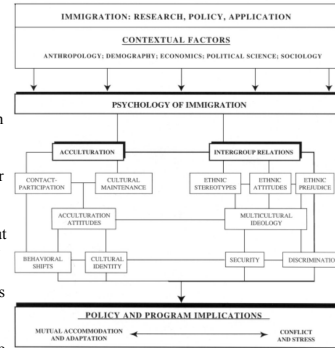 IMMIGRATION: RESEARCH, POLICY, APPLICATION
CONTEXTUAL FACTORS
ANTHROPOLOGY; DEMOGRAPHY; ECONOMICS; POLITICAL SCIENCE; SOCIOLOGY
PSYCHOLOGY OF IMMIGRATION
ACCULTURATION INTERGROUP RELATIONS
CONTACT- CULTURAL ETHNIC ETHNIC ETHNIC
PARTICIPATION MAINTENANCE STEREOTYPES ATTITUDES PREJUDICE
ACCULTURATION MULTICULTURAL
ATTITUDES IDEOLOGY
BEHAVIORAL CULTURAL SECURITY DISCRIMINATION
SHIFTS IDENTITY
POLICY AND PROGRAM IMPLICATIONS
MUTUAL ACCOMMODATION CONFLICT
AND ADAPTATION AND STRESS